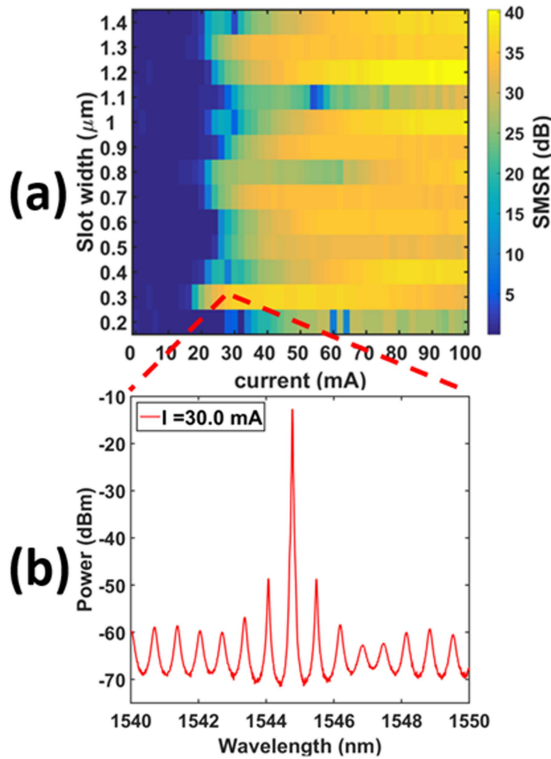 (a)
Slot width (μm)
1.4
1.3
1.2
1.1
1
0.9
0.8
0.7
0.6
0.5
0.4
0.3
0.2
0 10 20 30 40 50 60 70 80 90 100
current (mA)
40
35
30
25
20
15
10
5
SMSR (dB)
(b)
Power (dBm)
-10
-20
-30
-40
-50
-60
-70
I =30.0 mA
1540 1542 1544 1546 1548 1550
Wavelength (nm)